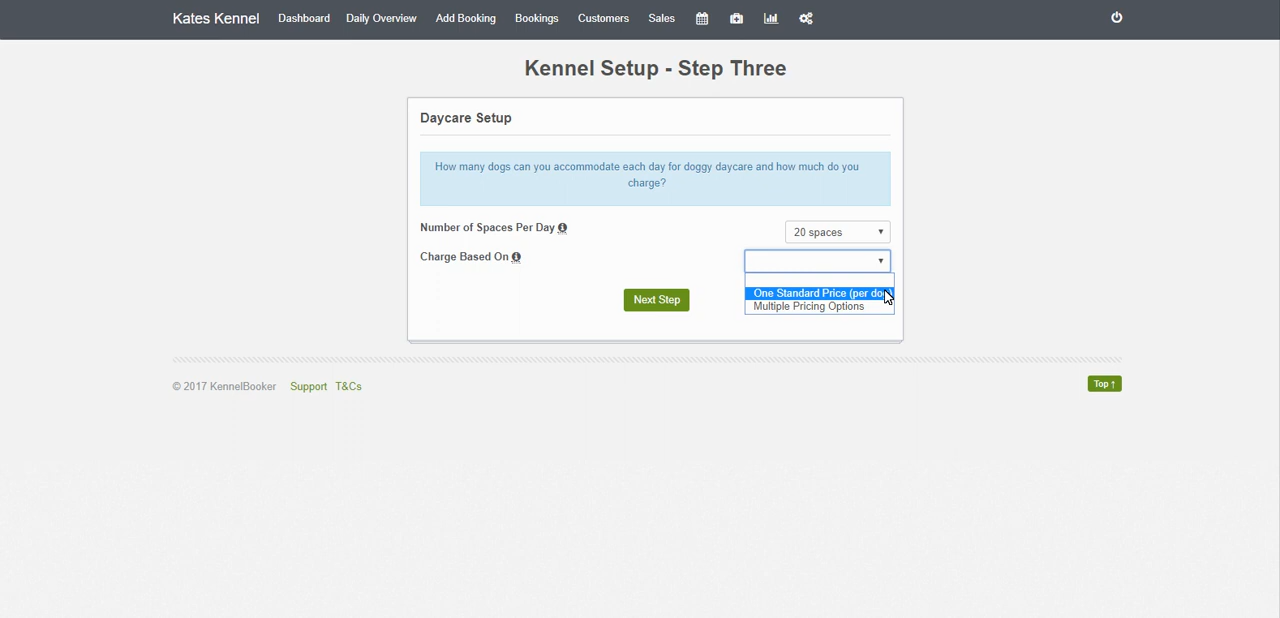 Kates Kennel Dashboard Daily Overview Add Booking Bookings Customers Sales
Kennel Setup - Step Three
Daycare Setup
How many dogs can you accommodate each day for doggy daycare and how much do you
charge?
Number of Spaces Per Day
20 spaces
Charge Based On
One Standard Price (per
Multiple Pricing Options
Next Step
© 2017 KennelBooker Support T&Cs
Top ↑